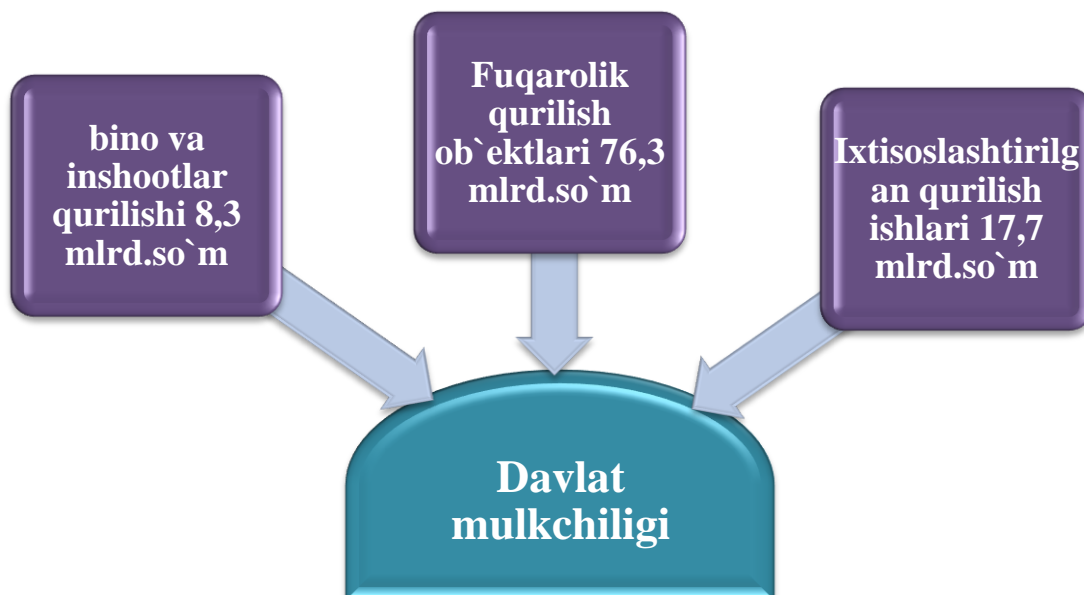 bino va
inshootlar
qurilishi 8,3
mlrd.so`m
Fuqarolik
qurilish
ob`ektlari 76,3
mlrd.so`m
Ixtisoslashtirilg
an qurilish
ishlari 17,7
mlrd.so`m
Davlat
mulkchiligi